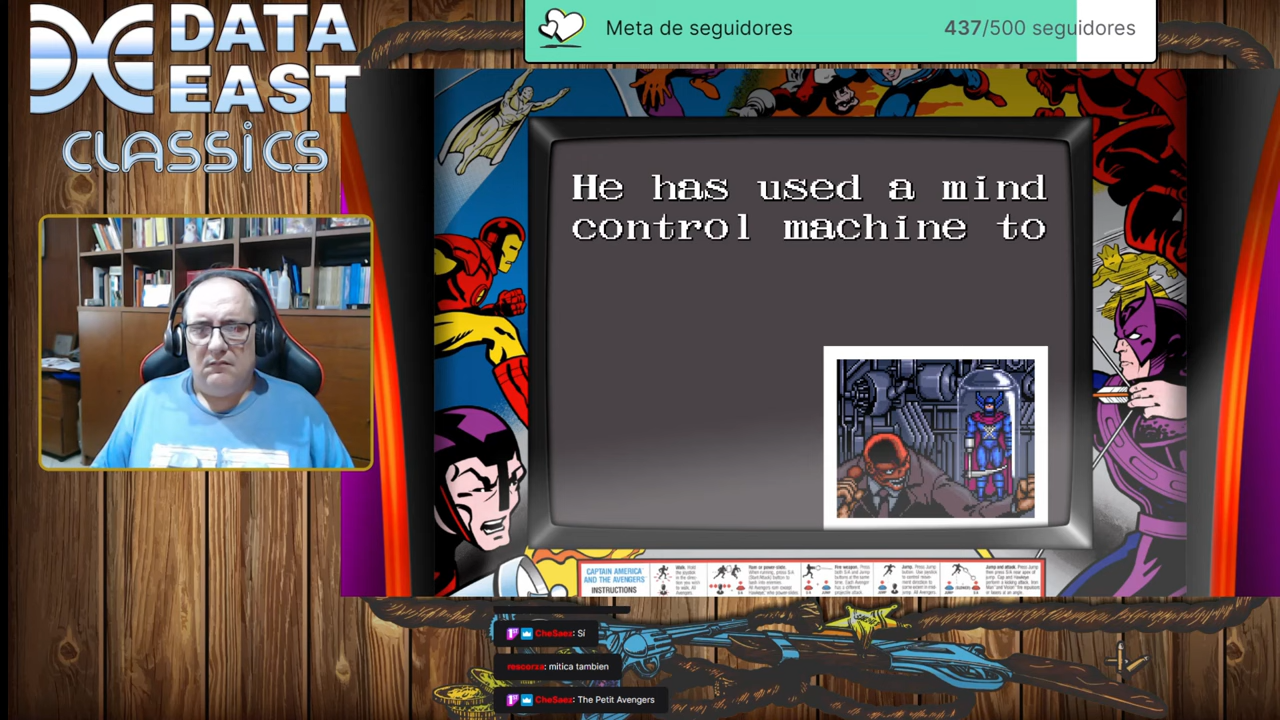 DATA
EAST
CLASSICS
Meta de seguidores
437/500 seguidores
He has used a mind
control machine to
CAPTAIN AMERICA
AND THE AVENGERS
INSTRUCTIONS
CheSaez: Sí
rescorza: mitica tambien
CheSaez: The Petit Avengers